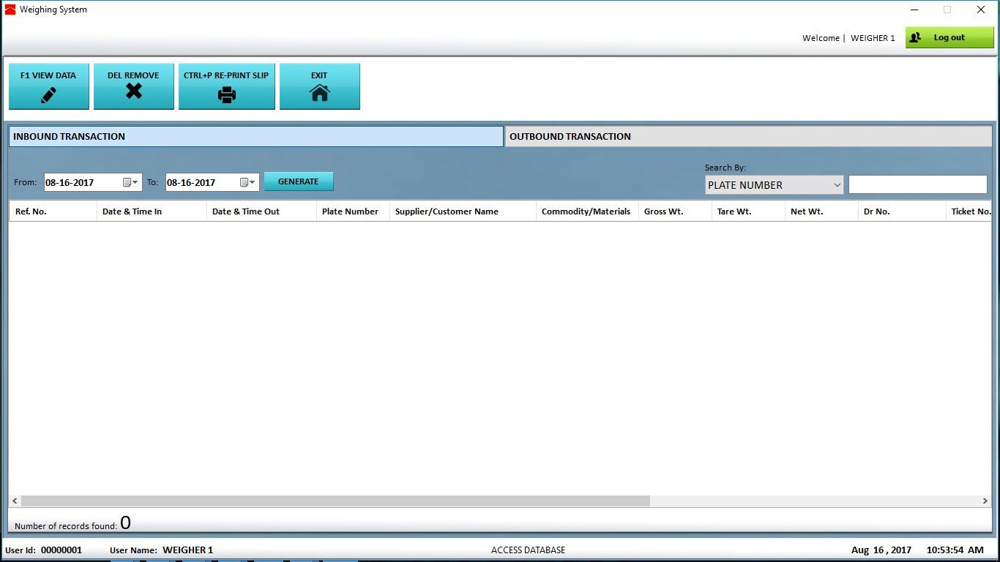 Weighing System
Welcome | WEIGHER 1 Log out
F1 VIEW DATA DEL REMOVE CTRL+P RE-PRINT SLIP EXIT
INBOUND TRANSACTION OUTBOUND TRANSACTION
Search By:
From: 08-16-2017 To: 08-16-2017 GENERATE PLATE NUMBER
Ref. No. Date & Time In Date & Time Out Plate Number Supplier/Customer Name Commodity/Materials Gross Wt. Tare Wt. Net Wt. Dr No. Ticket No.
Number of records found: 0
User Id: 00000001 User Name: WEIGHER 1 ACCESS DATABASE Aug 16 , 2017 10:53:54 AM